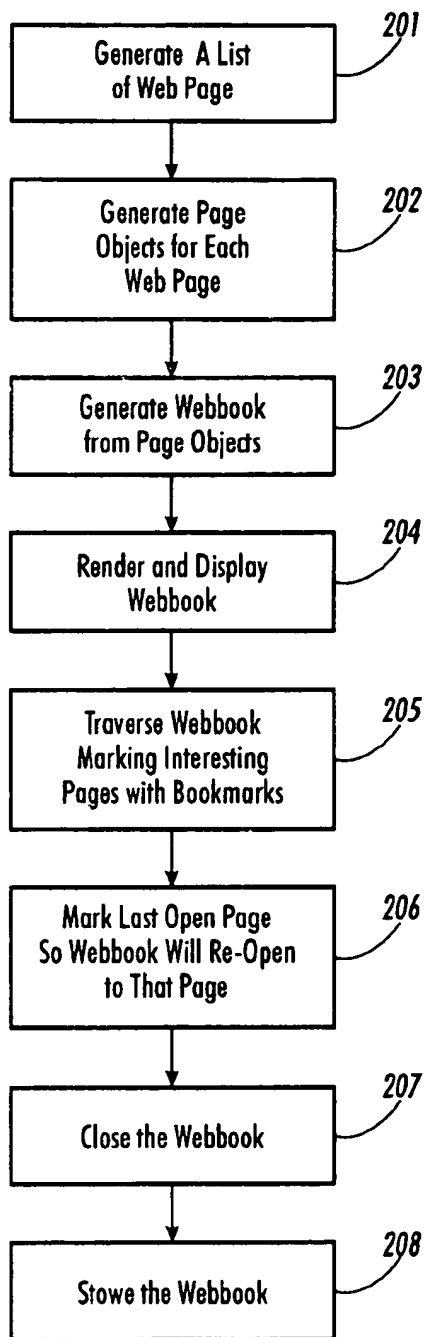 201
Generate A List
of Web Page
202
Generate Page
Objects for Each
Web Page
203
Generate Webbook
from Page Objects
204
Render and Display
Webbook
205
Traverse Webbook
Marking Interesting
Pages with Bookmarks
206
Mark Last Open Page
So Webbook Will Re-Open
to That Page
207
Close the Webbook
208
Stowe the Webbook